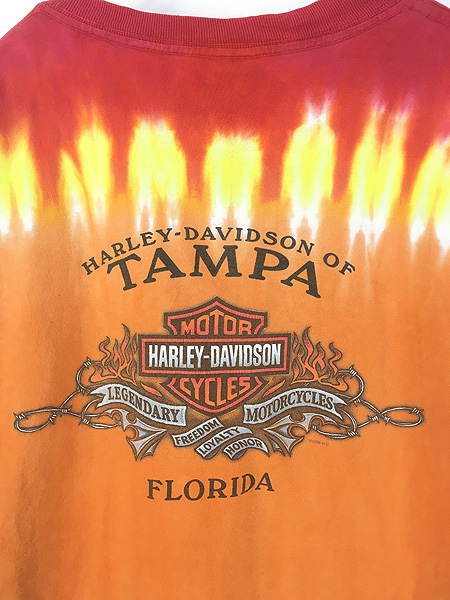 HARLEY-DAVIDSON OF
TAMPA
MOTOR
HARLEY-DAVIDSON
CYCLES
LEGENDARY MOTORCYCLES
FREEDOM
LOYALTY
HONOR
FLORIDA